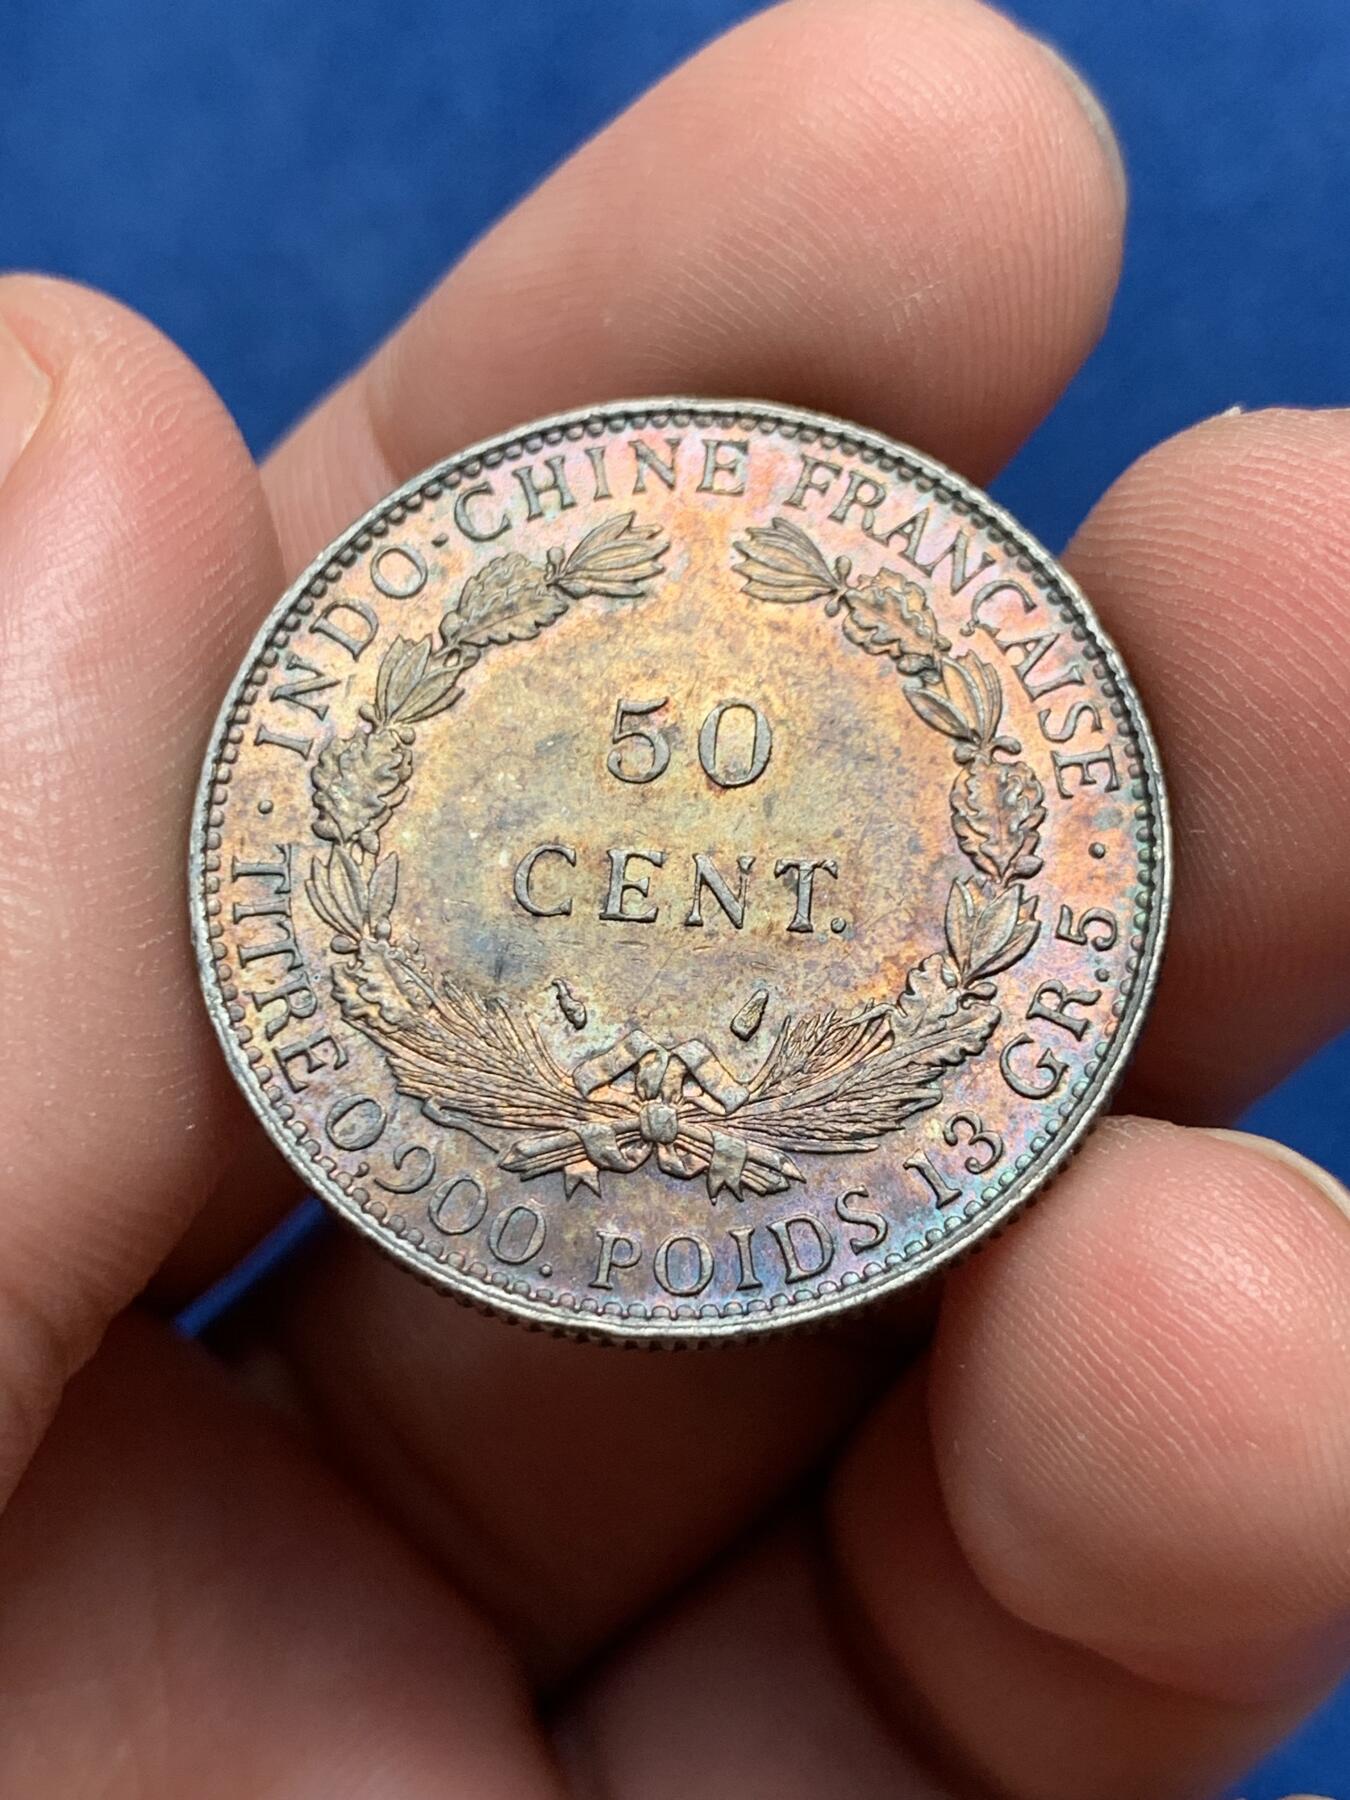 INDO-CHINE FRANÇAISE
50
CENT.
TITRE 0,900. POIDS 13 GR.5